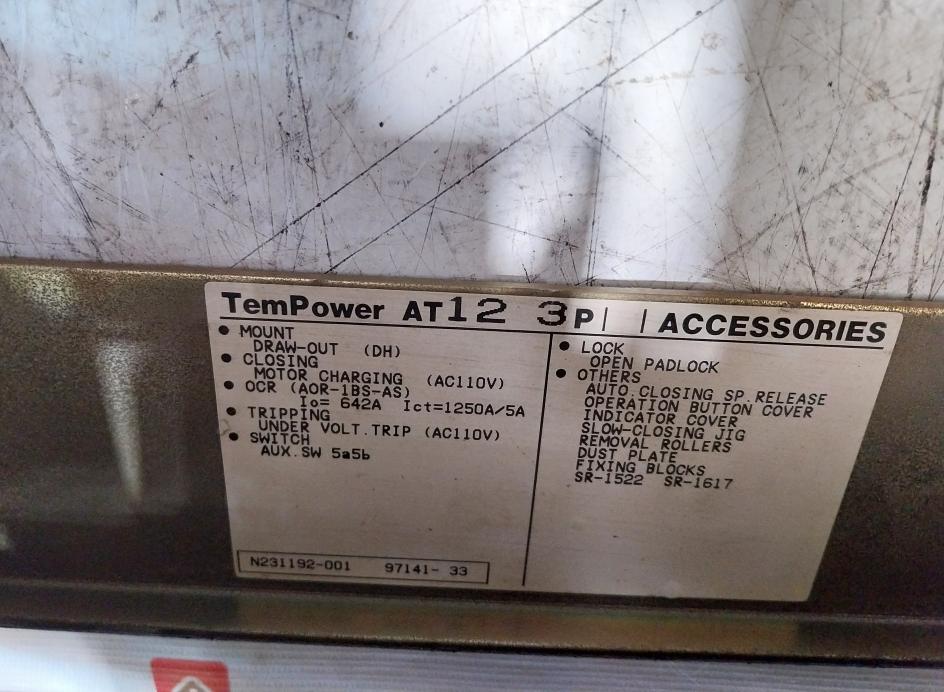 TemPower AT12 3P ACCESSORIES
● MOUNT
DRAW-OUT (DH)
● CLOSING
MOTOR CHARGING (AC110V)
● OCR (AOR-1BS-AS)
Io= 642A Ict=1250A/5A
● TRIPPING
UNDER VOLT.TRIP (AC110V)
● SWITCH
AUX.SW 5a5b
N231192-001 97141- 33
● LOCK
OPEN PADLOCK
● OTHERS
AUTO.CLOSING SP.RELEASE
OPERATION BUTTON COVER
INDICATOR COVER
SLOW-CLOSING JIG
REMOVAL ROLLERS
DUST PLATE
FIXING BLOCKS
SR-1522 SR-1617